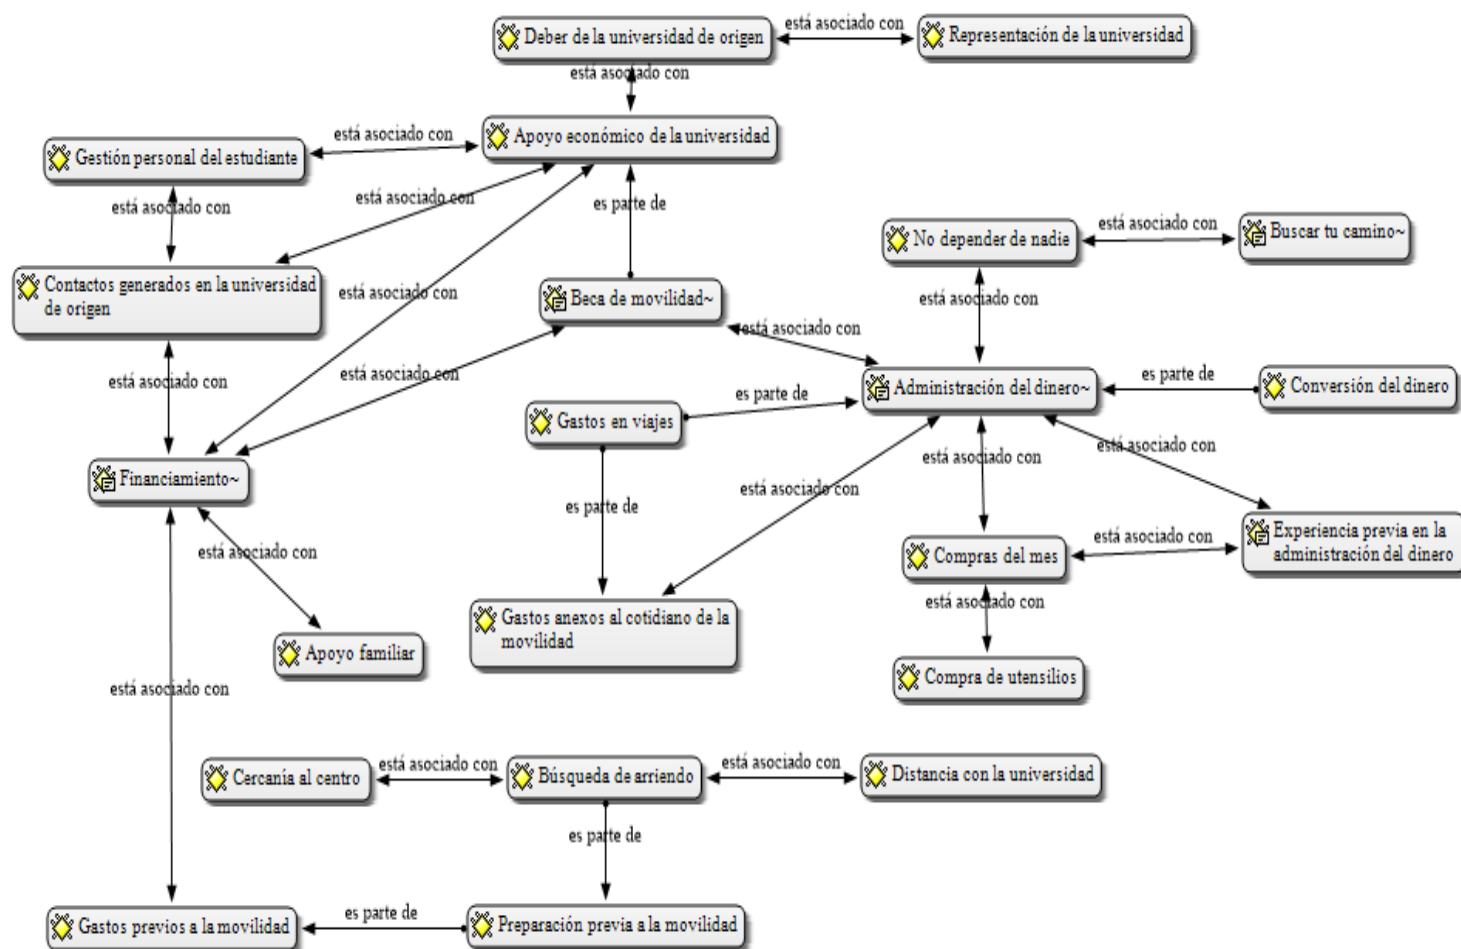 Deber de la universidad de origen
está asociado con
Representación de la universidad
está asociado con
Apoyo económico de la universidad
está asociado con
Gestión personal del estudiante
está asociado con
está asociado con
es parte de
Contactos generados en la universidad
de origen
está asociado con
Beca de movilidad~
No depender de nadie
está asociado con
Buscar tu camino~
está asociado con
está asociado con
está asociado con
está asociado con
Administración del dinero~
es parte de
Conversión del dinero
Gastos en viajes
es parte de
Financiamiento~
es parte de
está asociado con
está asociado con
está asociado con
está asociado con
Compras del mes
está asociado con
Experiencia previa en la
administración del dinero
está asociado con
Gastos anexos al cotidiano de la
movilidad
Apoyo familiar
Compra de utensilios
está asociado con
Cercanía al centro
está asociado con
Búsqueda de arriendo
está asociado con
Distancia con la universidad
es parte de
Gastos previos a la movilidad
es parte de
Preparación previa a la movilidad